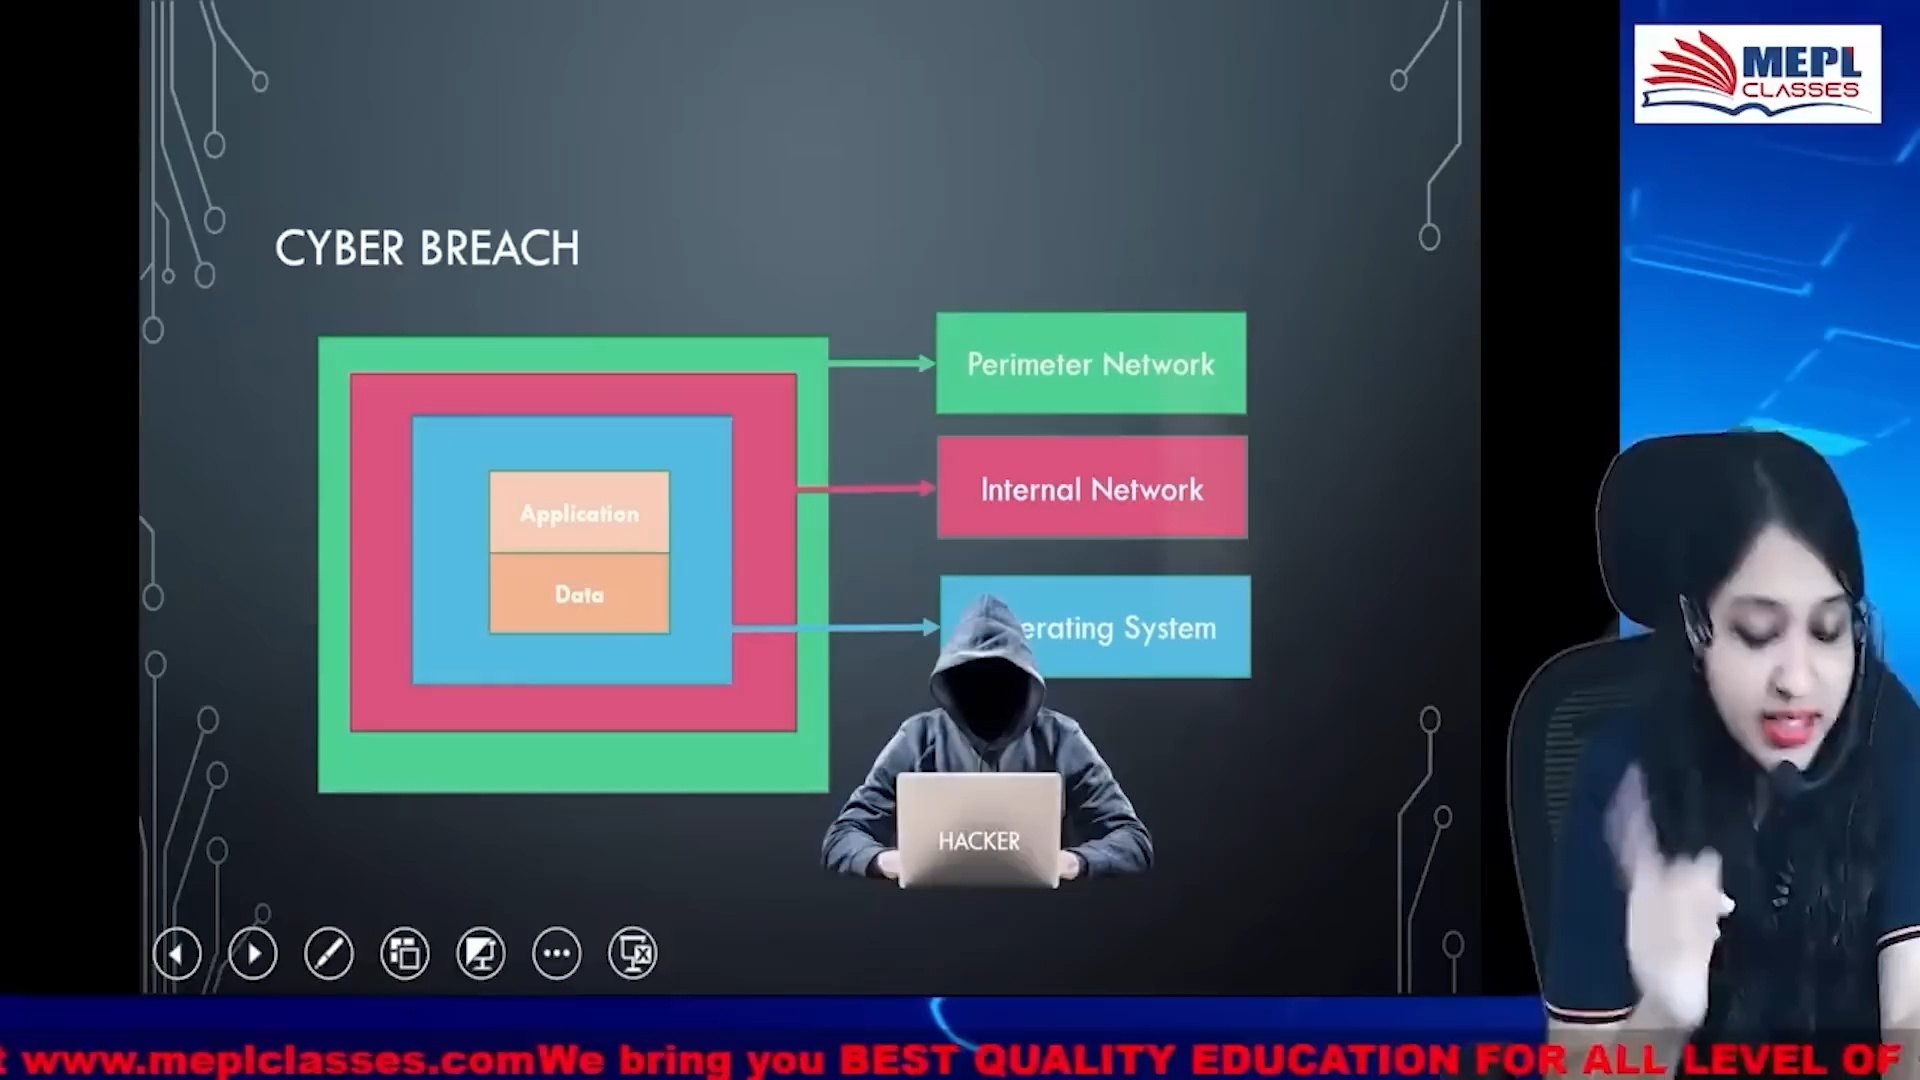 MEPL
CLASSES
CYBER BREACH
Perimeter Network
Internal Network
Application
Data
System
HACKER
www.meplclasses.comWe bring you BEST QUALITY EDUCATION FOR ALL LEVEL OF